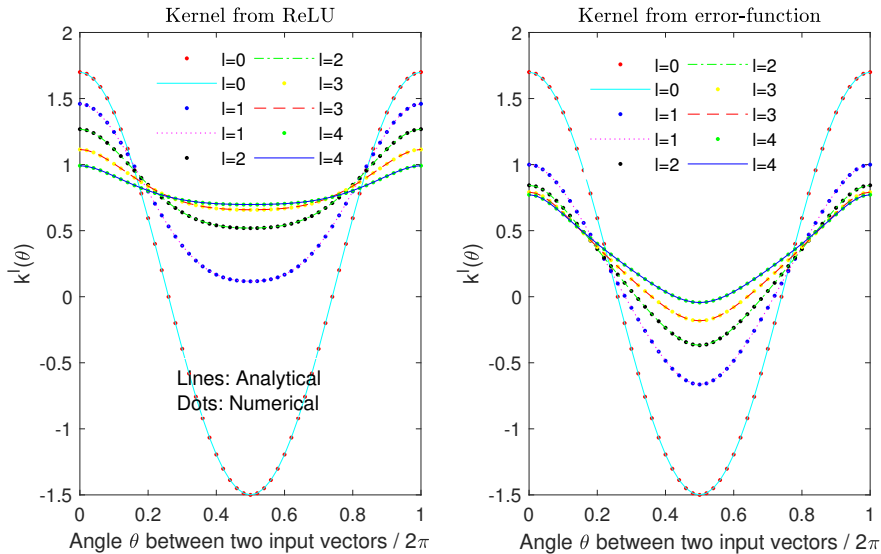 Kernel from ReLU
2
1.5
1
0.5
0
-0.5
-1
-1.5
k^l(θ)
l=0
l=0
l=1
l=1
l=2
l=2
l=3
l=3
l=4
l=4
Lines: Analytical
Dots: Numerical
0 0.2 0.4 0.6 0.8 1
Angle θ between two input vectors / 2π
Kernel from error-function
2
1.5
1
0.5
0
-0.5
-1
-1.5
k^l(θ)
l=0
l=0
l=1
l=1
l=2
l=2
l=3
l=3
l=4
l=4
0 0.2 0.4 0.6 0.8 1
Angle θ between two input vectors / 2π